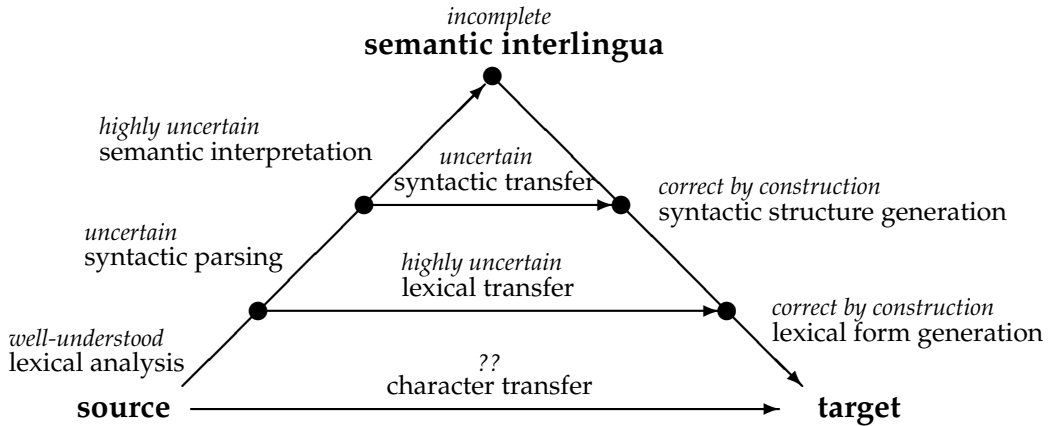 incomplete
semantic interlingua
highly uncertain
semantic interpretation
uncertain
syntactic transfer
correct by construction
syntactic structure generation
uncertain
syntactic parsing
highly uncertain
lexical transfer
correct by construction
lexical form generation
well-understood
lexical analysis
??
character transfer
source
target